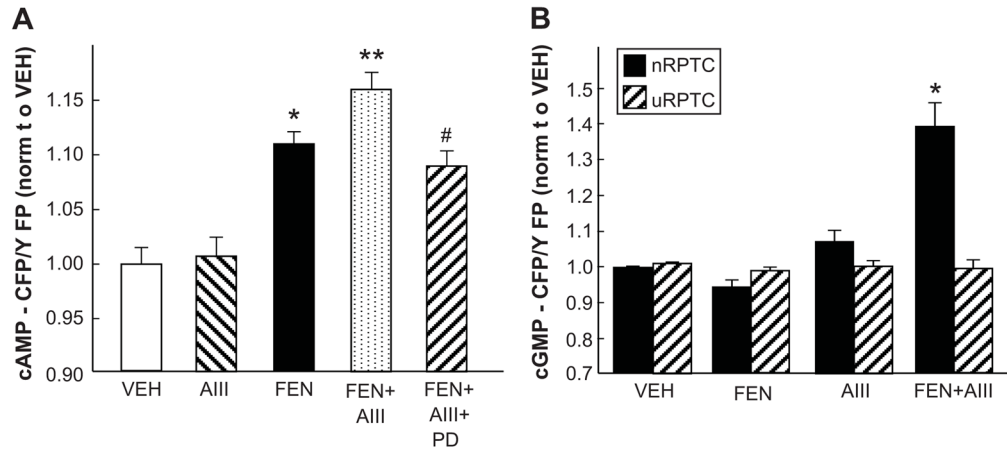 A
cAMP - CFP/Y FP (norm t o VEH)
1.15
1.10
1.05
1.00
0.95
0.90
*
**
#
VEH
AIII
FEN
FEN+
AIII
FEN+
AIII+
PD
B
cGMP - CFP/Y FP (norm t o VEH)
nRPTC
uRPTC
1.5
1.4
1.3
1.2
1.1
1.0
0.9
0.8
0.7
*
VEH
FEN
AIII
FEN+AIII